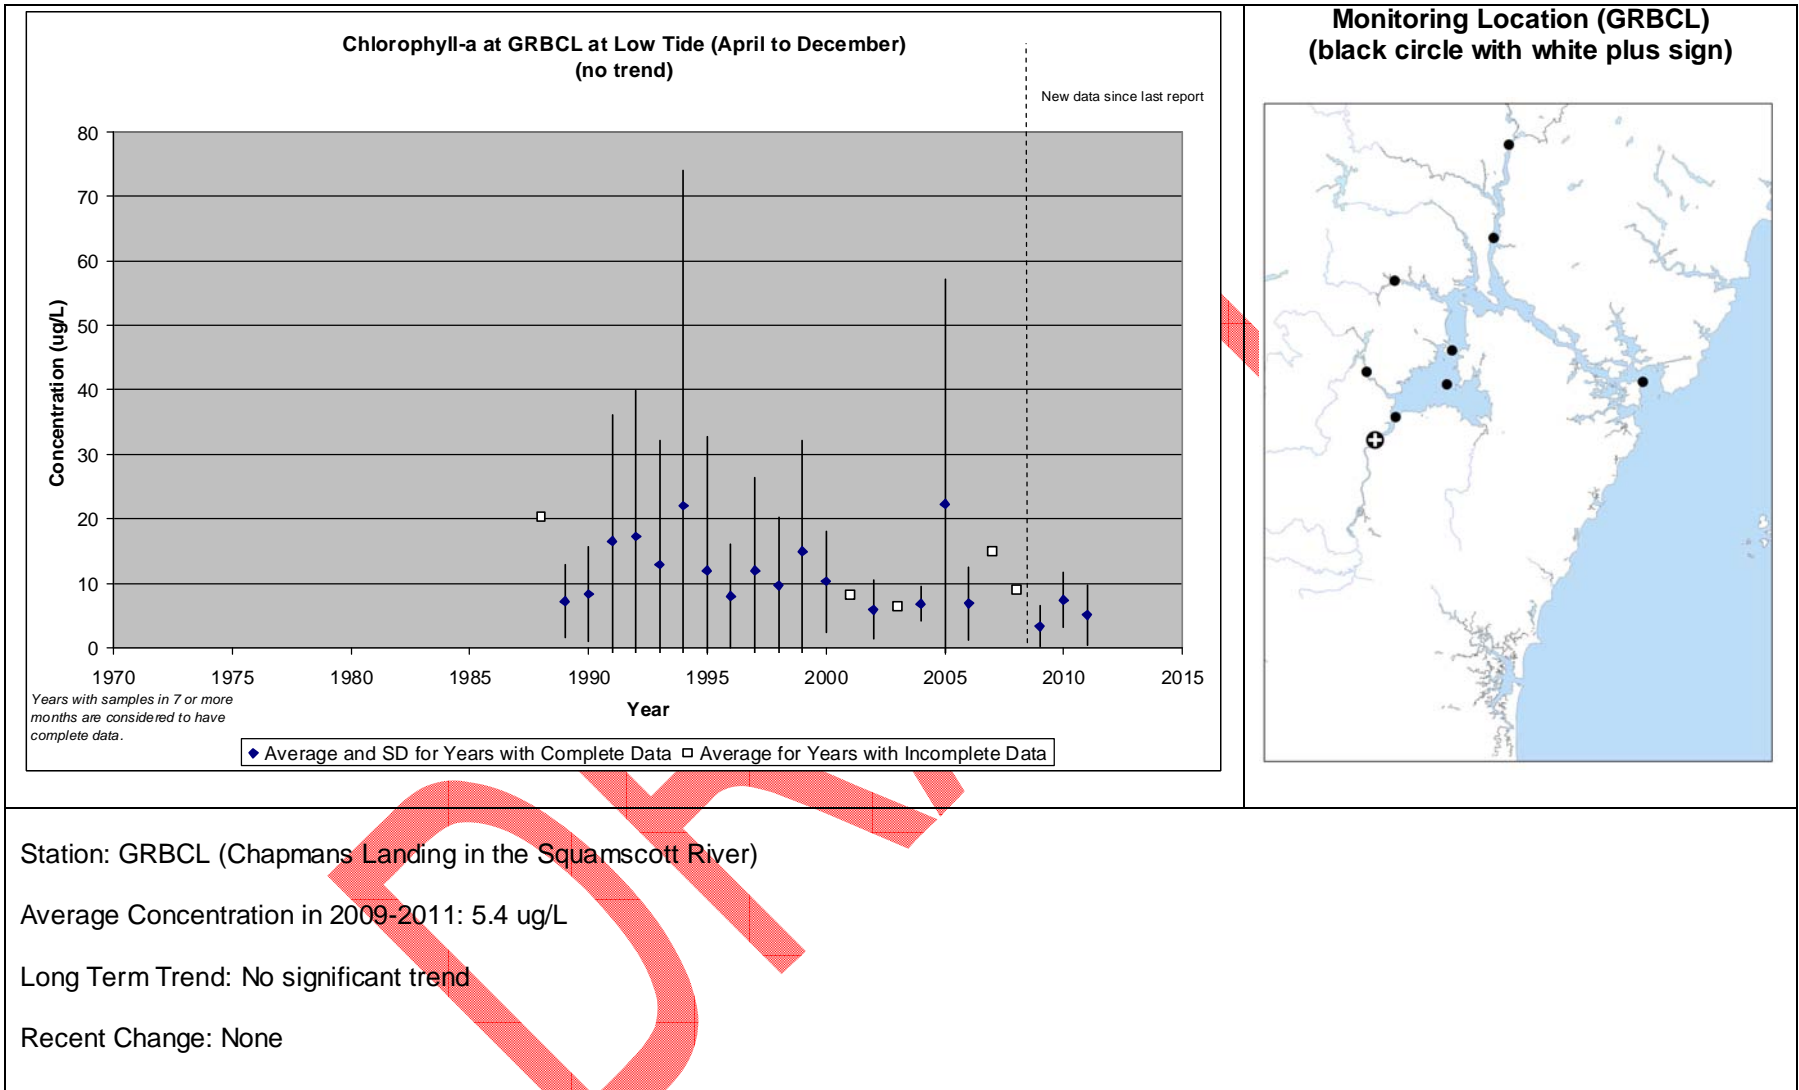 Chlorophyll-a at GRBCL at Low Tide (April to December)
(no trend)
New data since last report
80
70
60
50
40
30
20
10
0
Concentration (ug/L)
1970 1975 1980 1985 1990 1995 2000 2005 2010 2015
Year
Years with samples in 7 or more
months are considered to have
complete data.
Average and SD for Years with Complete Data Average for Years with Incomplete Data
Monitoring Location (GRBCL)
(black circle with white plus sign)
Station: GRBCL (Chapmans Landing in the Squamscott River)
Average Concentration in 2009-2011: 5.4 ug/L
Long Term Trend: No significant trend
Recent Change: None